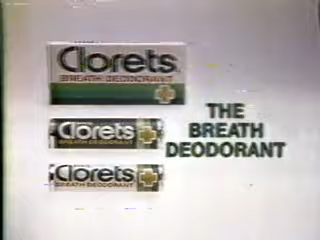 Clorets
BREATH DEODORANT
Clorets
BREATH DEODORANT
Clorets
BREATH DEODORANT
THE
BREATH
DEODORANT